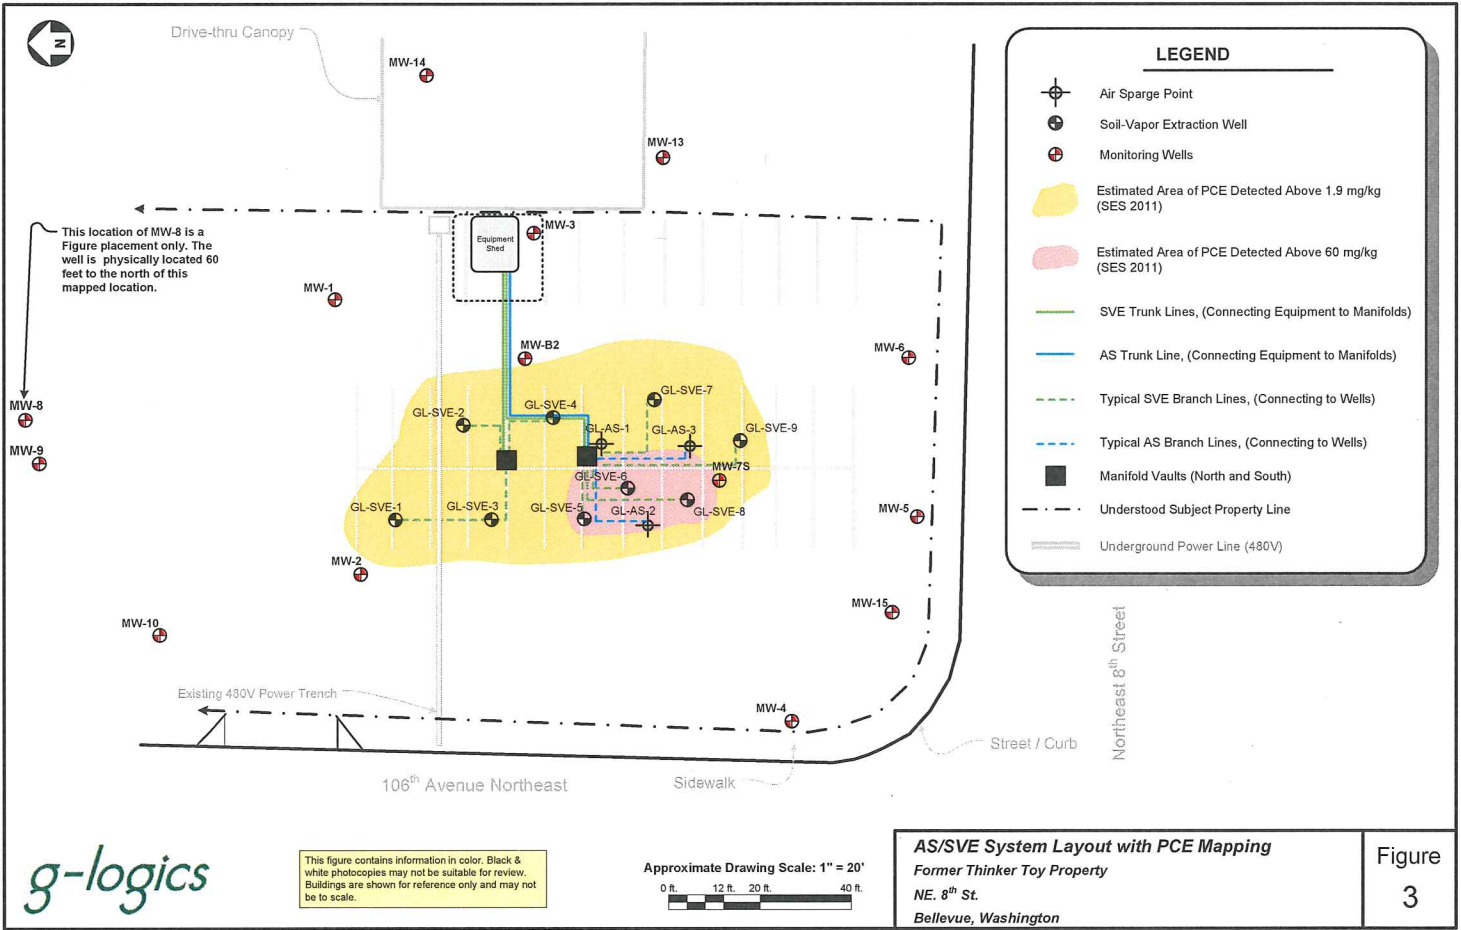 N
Drive-thru Canopy
MW-14
MW-13
This location of MW-8 is a
Figure placement only. The
well is physically located 60
feet to the north of this
mapped location.
Equipment
Shed
MW-3
MW-1
MW-B2
MW-6
MW-8
MW-9
GL-SVE-2
GL-SVE-4
GL-SVE-7
GL-AS-1
GL-AS-3
GL-SVE-9
MW-7S
GL-SVE-6
GL-SVE-1
GL-SVE-3
GL-SVE-5
GL-AS-2
GL-SVE-8
MW-5
MW-2
MW-15
MW-10
Existing 480V Power Trench
MW-4
Street / Curb
Sidewalk
106th Avenue Northeast
Northeast 8th Street
LEGEND
Air Sparge Point
Soil-Vapor Extraction Well
Monitoring Wells
Estimated Area of PCE Detected Above 1.9 mg/kg
(SES 2011)
Estimated Area of PCE Detected Above 60 mg/kg
(SES 2011)
SVE Trunk Lines, (Connecting Equipment to Manifolds)
AS Trunk Line, (Connecting Equipment to Manifolds)
Typical SVE Branch Lines, (Connecting to Wells)
Typical AS Branch Lines, (Connecting to Wells)
Manifold Vaults (North and South)
Understood Subject Property Line
Underground Power Line (480V)
g-logics
This figure contains information in color. Black &
white photocopies may not be suitable for review.
Buildings are shown for reference only and may not
be to scale.
Approximate Drawing Scale: 1" = 20'
0 ft. 12 ft. 20 ft. 40 ft.
AS/SVE System Layout with PCE Mapping
Former Thinker Toy Property
NE. 8th St.
Bellevue, Washington
Figure
3